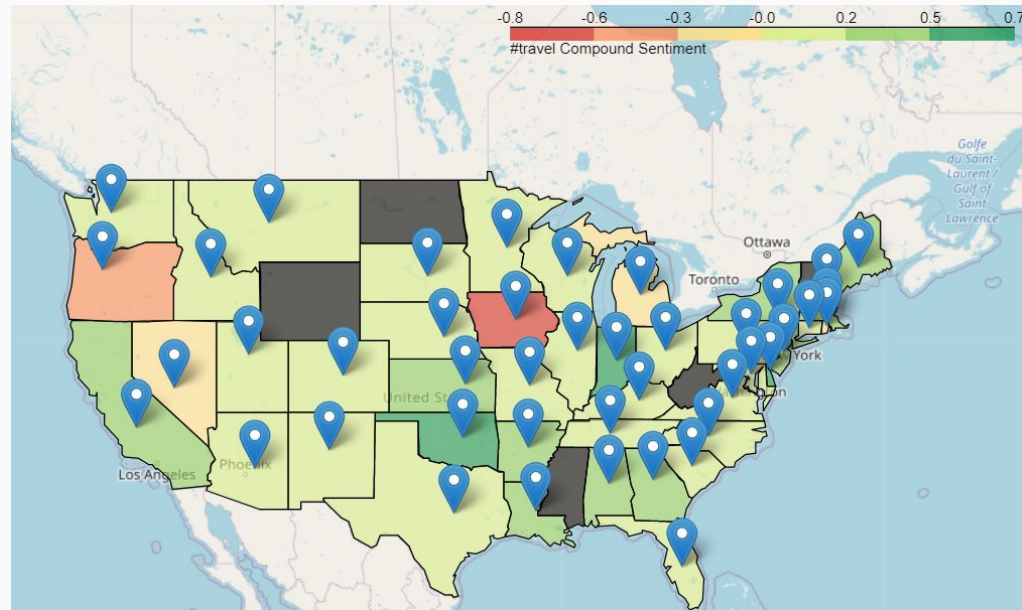 -0.8 -0.6 -0.3 -0.0 0.2 0.5 0.7
#travel Compound Sentiment
Golfe
du Saint-
Laurent /
Gulf of
Saint
Lawrence
Ottawa
Toronto
York
United St
Los Angeles
Phoenix